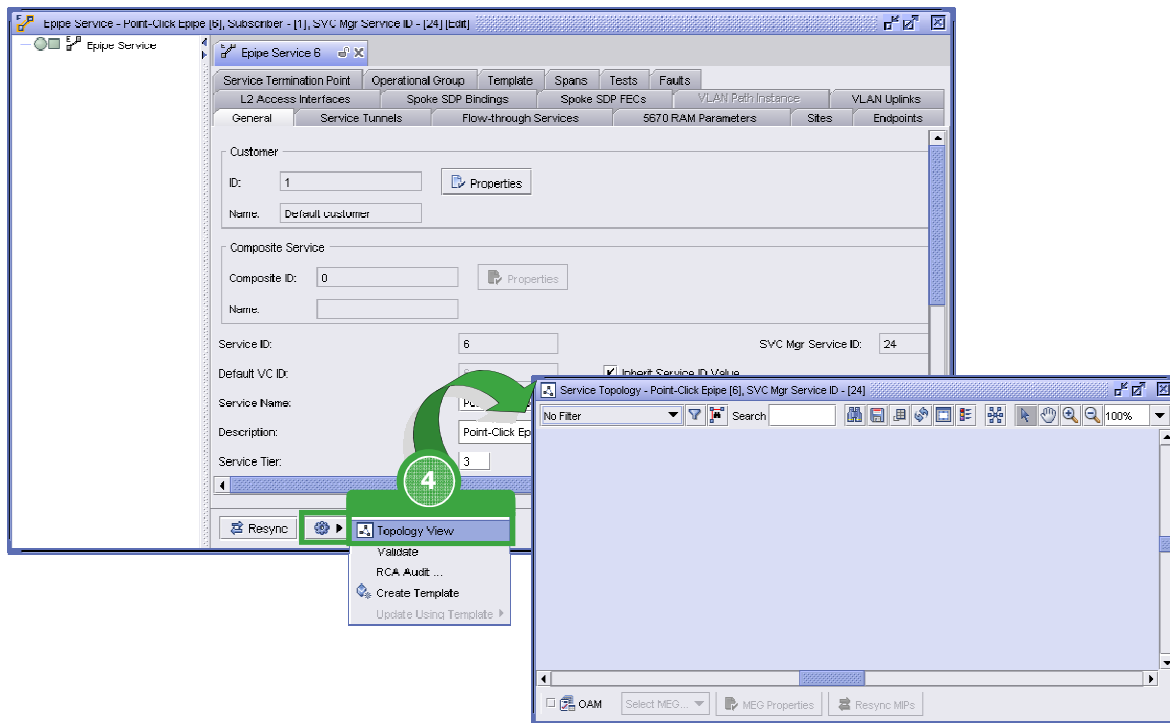 Epipe Service - Point-Click Epipe [6], Subscriber - [1], SVC Mgr Service ID - [24] [Edit]
Epipe Service
Epipe Service 6
Service Termination Point Operational Group Template Spans Tests Faults
L2 Access Interfaces Spoke SDP Bindings Spoke SDP FECs VLAN Path Instance VLAN Uplinks
General Service Tunnels Flow-through Services 5670 RAM Parameters Sites Endpoints
Customer
ID: 1 Properties
Name: Default customer
Composite Service
Composite ID: 0 Properties
Name:
Service ID: 6 SVC Mgr Service ID: 24
Default VC ID: Inherit Service ID Value
Service Name:
Description: Point-Click Ep
Service Tier: 3
4
Resync
Topology View
Validate
RCA Audit ...
Create Template
Update Using Template
Service Topology - Point-Click Epipe [6], SVC Mgr Service ID - [24]
No Filter Search 100%
OAM Select MEG... MEG Properties Resync MIPs